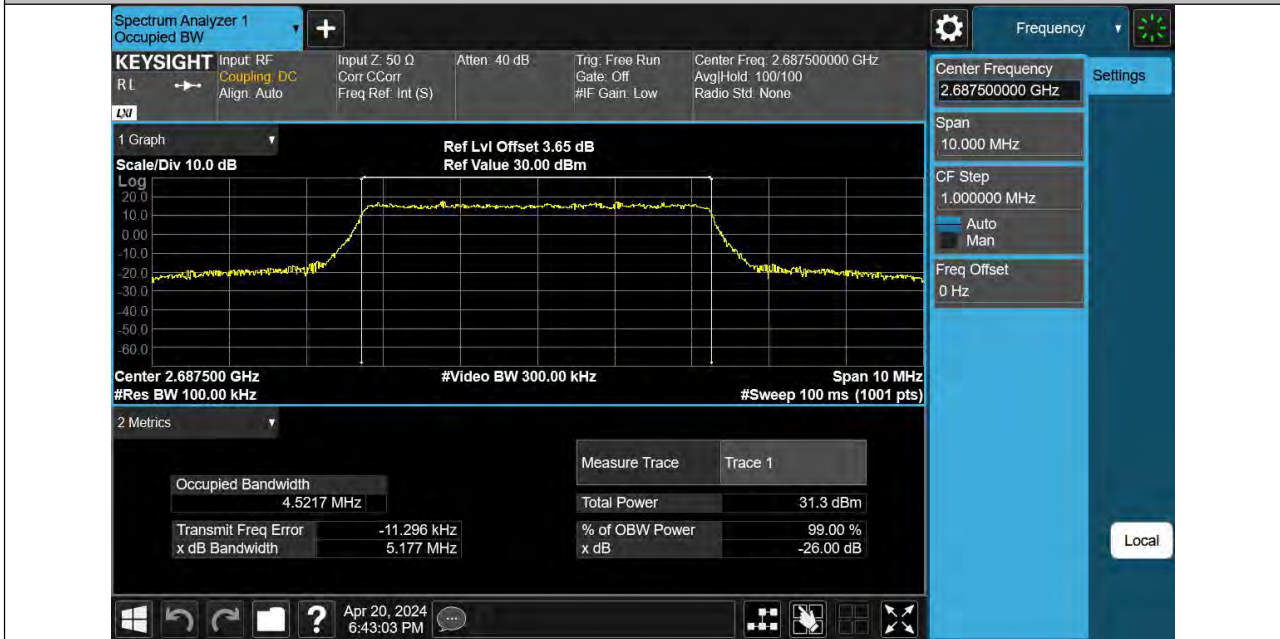 Spectrum Analyzer 1
Occupied BW
+
Frequency
KEYSIGHT
R L
LXI
Input: RF
Coupling: DC
Align: Auto
Input Z: 50 Ω
Corr CCorr
Freq Ref: Int (S)
Atten: 40 dB
Trig: Free Run
Gate: Off
#IF Gain: Low
Center Freq: 2.687500000 GHz
Avg|Hold: 100/100
Radio Std: None
Center Frequency
2.687500000 GHz
Settings
Span
10.000 MHz
CF Step
1.000000 MHz
Auto
Man
Freq Offset
0 Hz
Local
1 Graph
Scale/Div 10.0 dB
Ref Lvl Offset 3.65 dB
Ref Value 30.00 dBm
Log
20.0
10.0
0.00
-10.0
-20.0
-30.0
-40.0
-50.0
-60.0
Center 2.687500 GHz
#Video BW 300.00 kHz
Span 10 MHz
#Res BW 100.00 kHz
#Sweep 100 ms (1001 pts)
2 Metrics
Measure Trace
Trace 1
Occupied Bandwidth
4.5217 MHz
Total Power
31.3 dBm
Transmit Freq Error
-11.296 kHz
% of OBW Power
99.00 %
x dB Bandwidth
5.177 MHz
x dB
-26.00 dB
?
Apr 20, 2024
6:43:03 PM